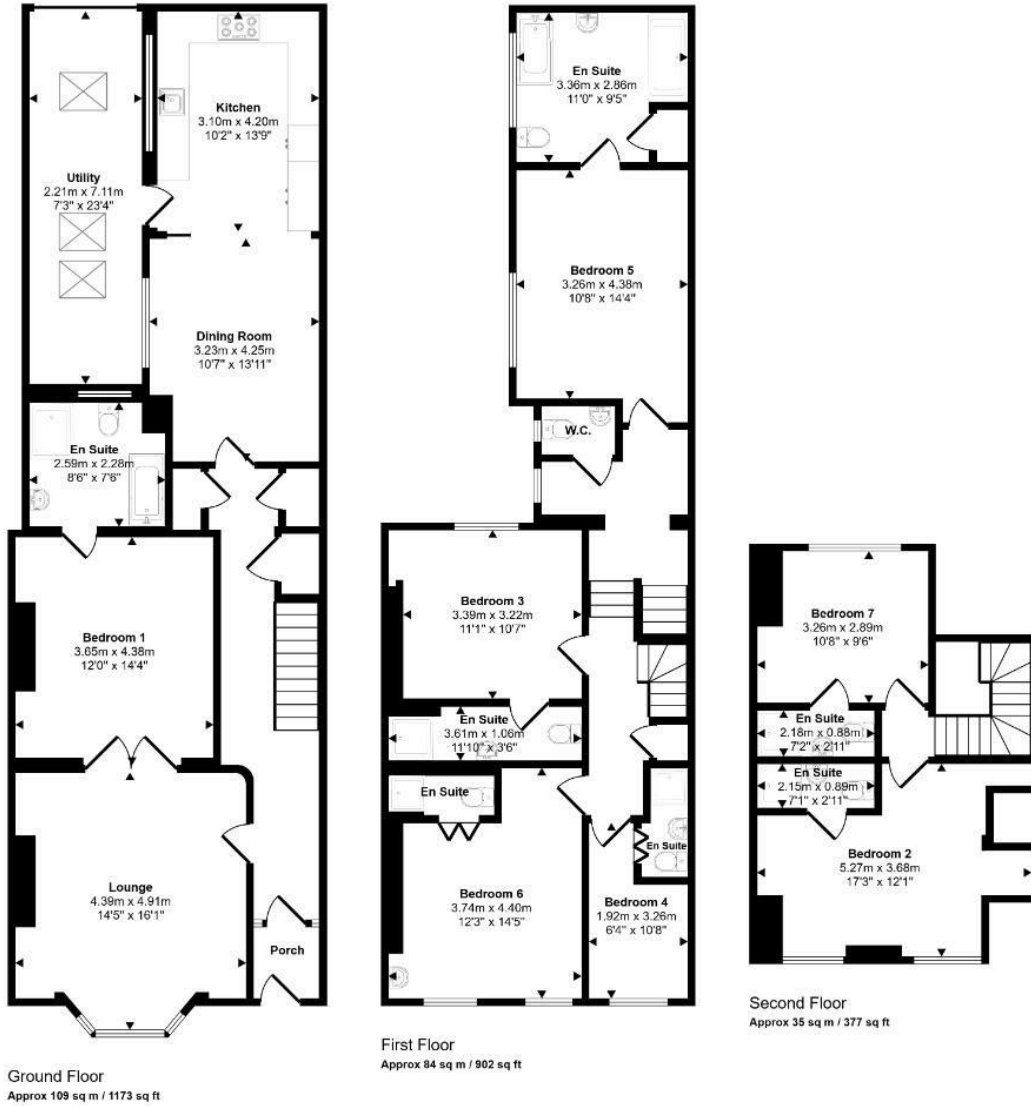 Kitchen
3.10m x 4.20m
10'2" x 13'9"
Utility
2.21m x 7.11m
7'3" x 23'4"
Dining Room
3.23m x 4.25m
10'7" x 13'11"
En Suite
2.59m x 2.28m
8'6" x 7'6"
Bedroom 1
3.65m x 4.38m
12'0" x 14'4"
Lounge
4.39m x 4.91m
14'5" x 16'1"
Porch
Ground Floor
Approx 109 sq m / 1173 sq ft
En Suite
3.36m x 2.86m
11'0" x 9'5"
Bedroom 5
3.26m x 4.38m
10'8" x 14'4"
W.C.
Bedroom 3
3.39m x 3.22m
11'1" x 10'7"
En Suite
3.61m x 1.06m
11'10" x 3'6"
En Suite
En Suite
Bedroom 6
3.74m x 4.40m
12'3" x 14'5"
Bedroom 4
1.92m x 3.26m
6'4" x 10'8"
First Floor
Approx 84 sq m / 902 sq ft
Bedroom 7
3.26m x 2.89m
10'8" x 9'6"
En Suite
2.18m x 0.88m
7'2" x 2'11"
En Suite
2.15m x 0.89m
7'1" x 2'11"
Bedroom 2
5.27m x 3.68m
17'3" x 12'1"
Second Floor
Approx 35 sq m / 377 sq ft